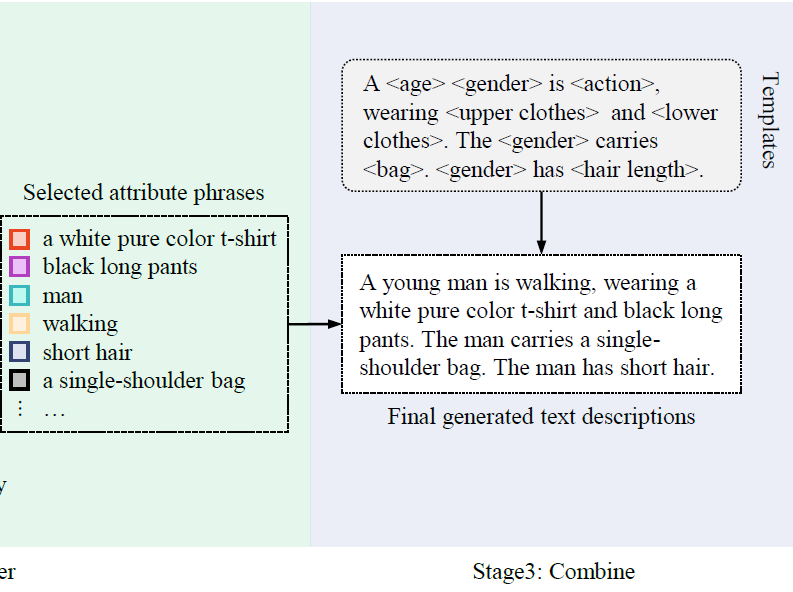 Selected attribute phrases
a white pure color t-shirt
black long pants
man
walking
short hair
a single-shoulder bag
⋮ …
y
er
A <age> <gender> is <action>,
wearing <upper clothes> and <lower
clothes>. The <gender> carries
<bag>. <gender> has <hair length>.
Templates
A young man is walking, wearing a
white pure color t-shirt and black long
pants. The man carries a single-
shoulder bag. The man has short hair.
Final generated text descriptions
Stage3: Combine